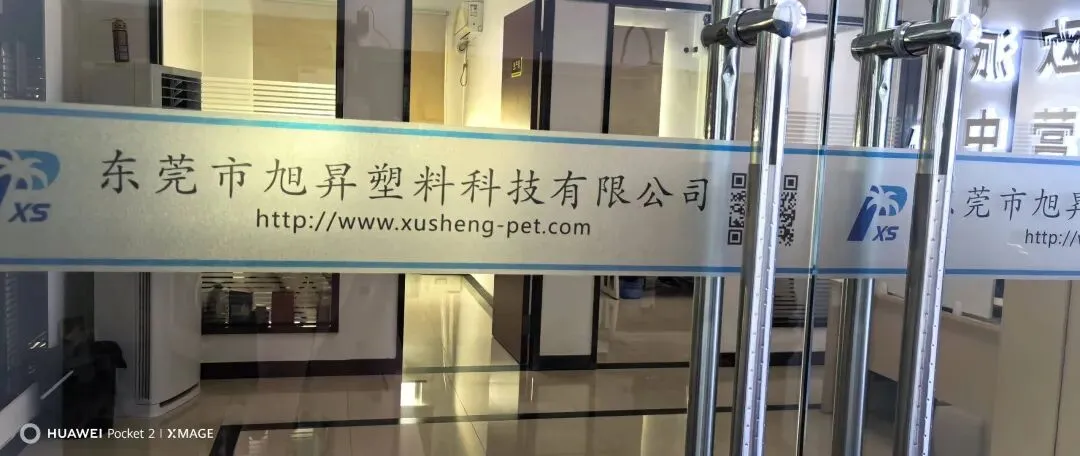 XS
东莞市旭昇塑料科技有限公司
http://www.xusheng-pet.com
XS
东莞市旭昇
http://w
HUAWEI Pocket 2 | XMAGE